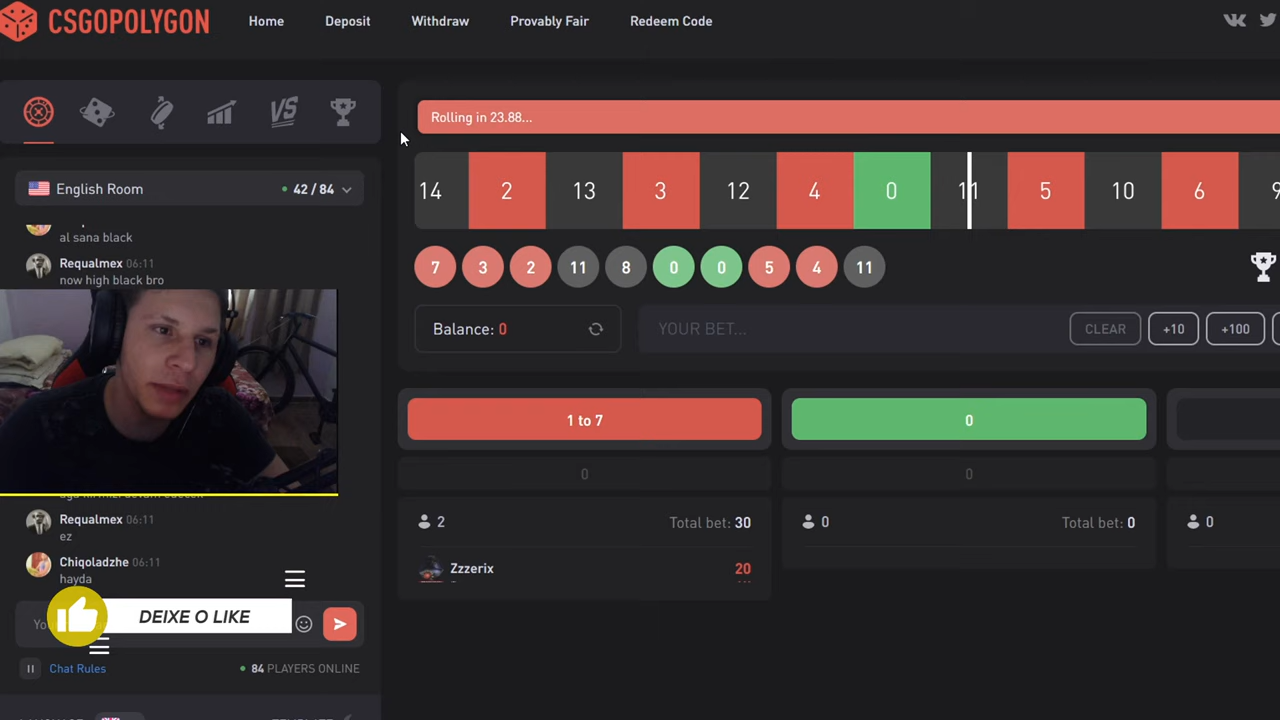 CSGOPOLYGON
Home
Deposit
Withdraw
Provably Fair
Redeem Code
VS
Rolling in 23.88...
English Room
42 / 84
14 2 13 3 12 4 0 11 5 10 6 9
al sana black
Requalmex 06:11
now high black bro
7 3 2 11 8 0 0 5 4 11
Balance: 0
YOUR BET...
CLEAR
+10
+100
1 to 7
0
0
0
2
Total bet: 30
0
Total bet: 0
0
Zzzerix
20
Requalmex 06:11
ez
Chiqoladzhe 06:11
hayda
DEIXE O LIKE
Chat Rules
84 PLAYERS ONLINE